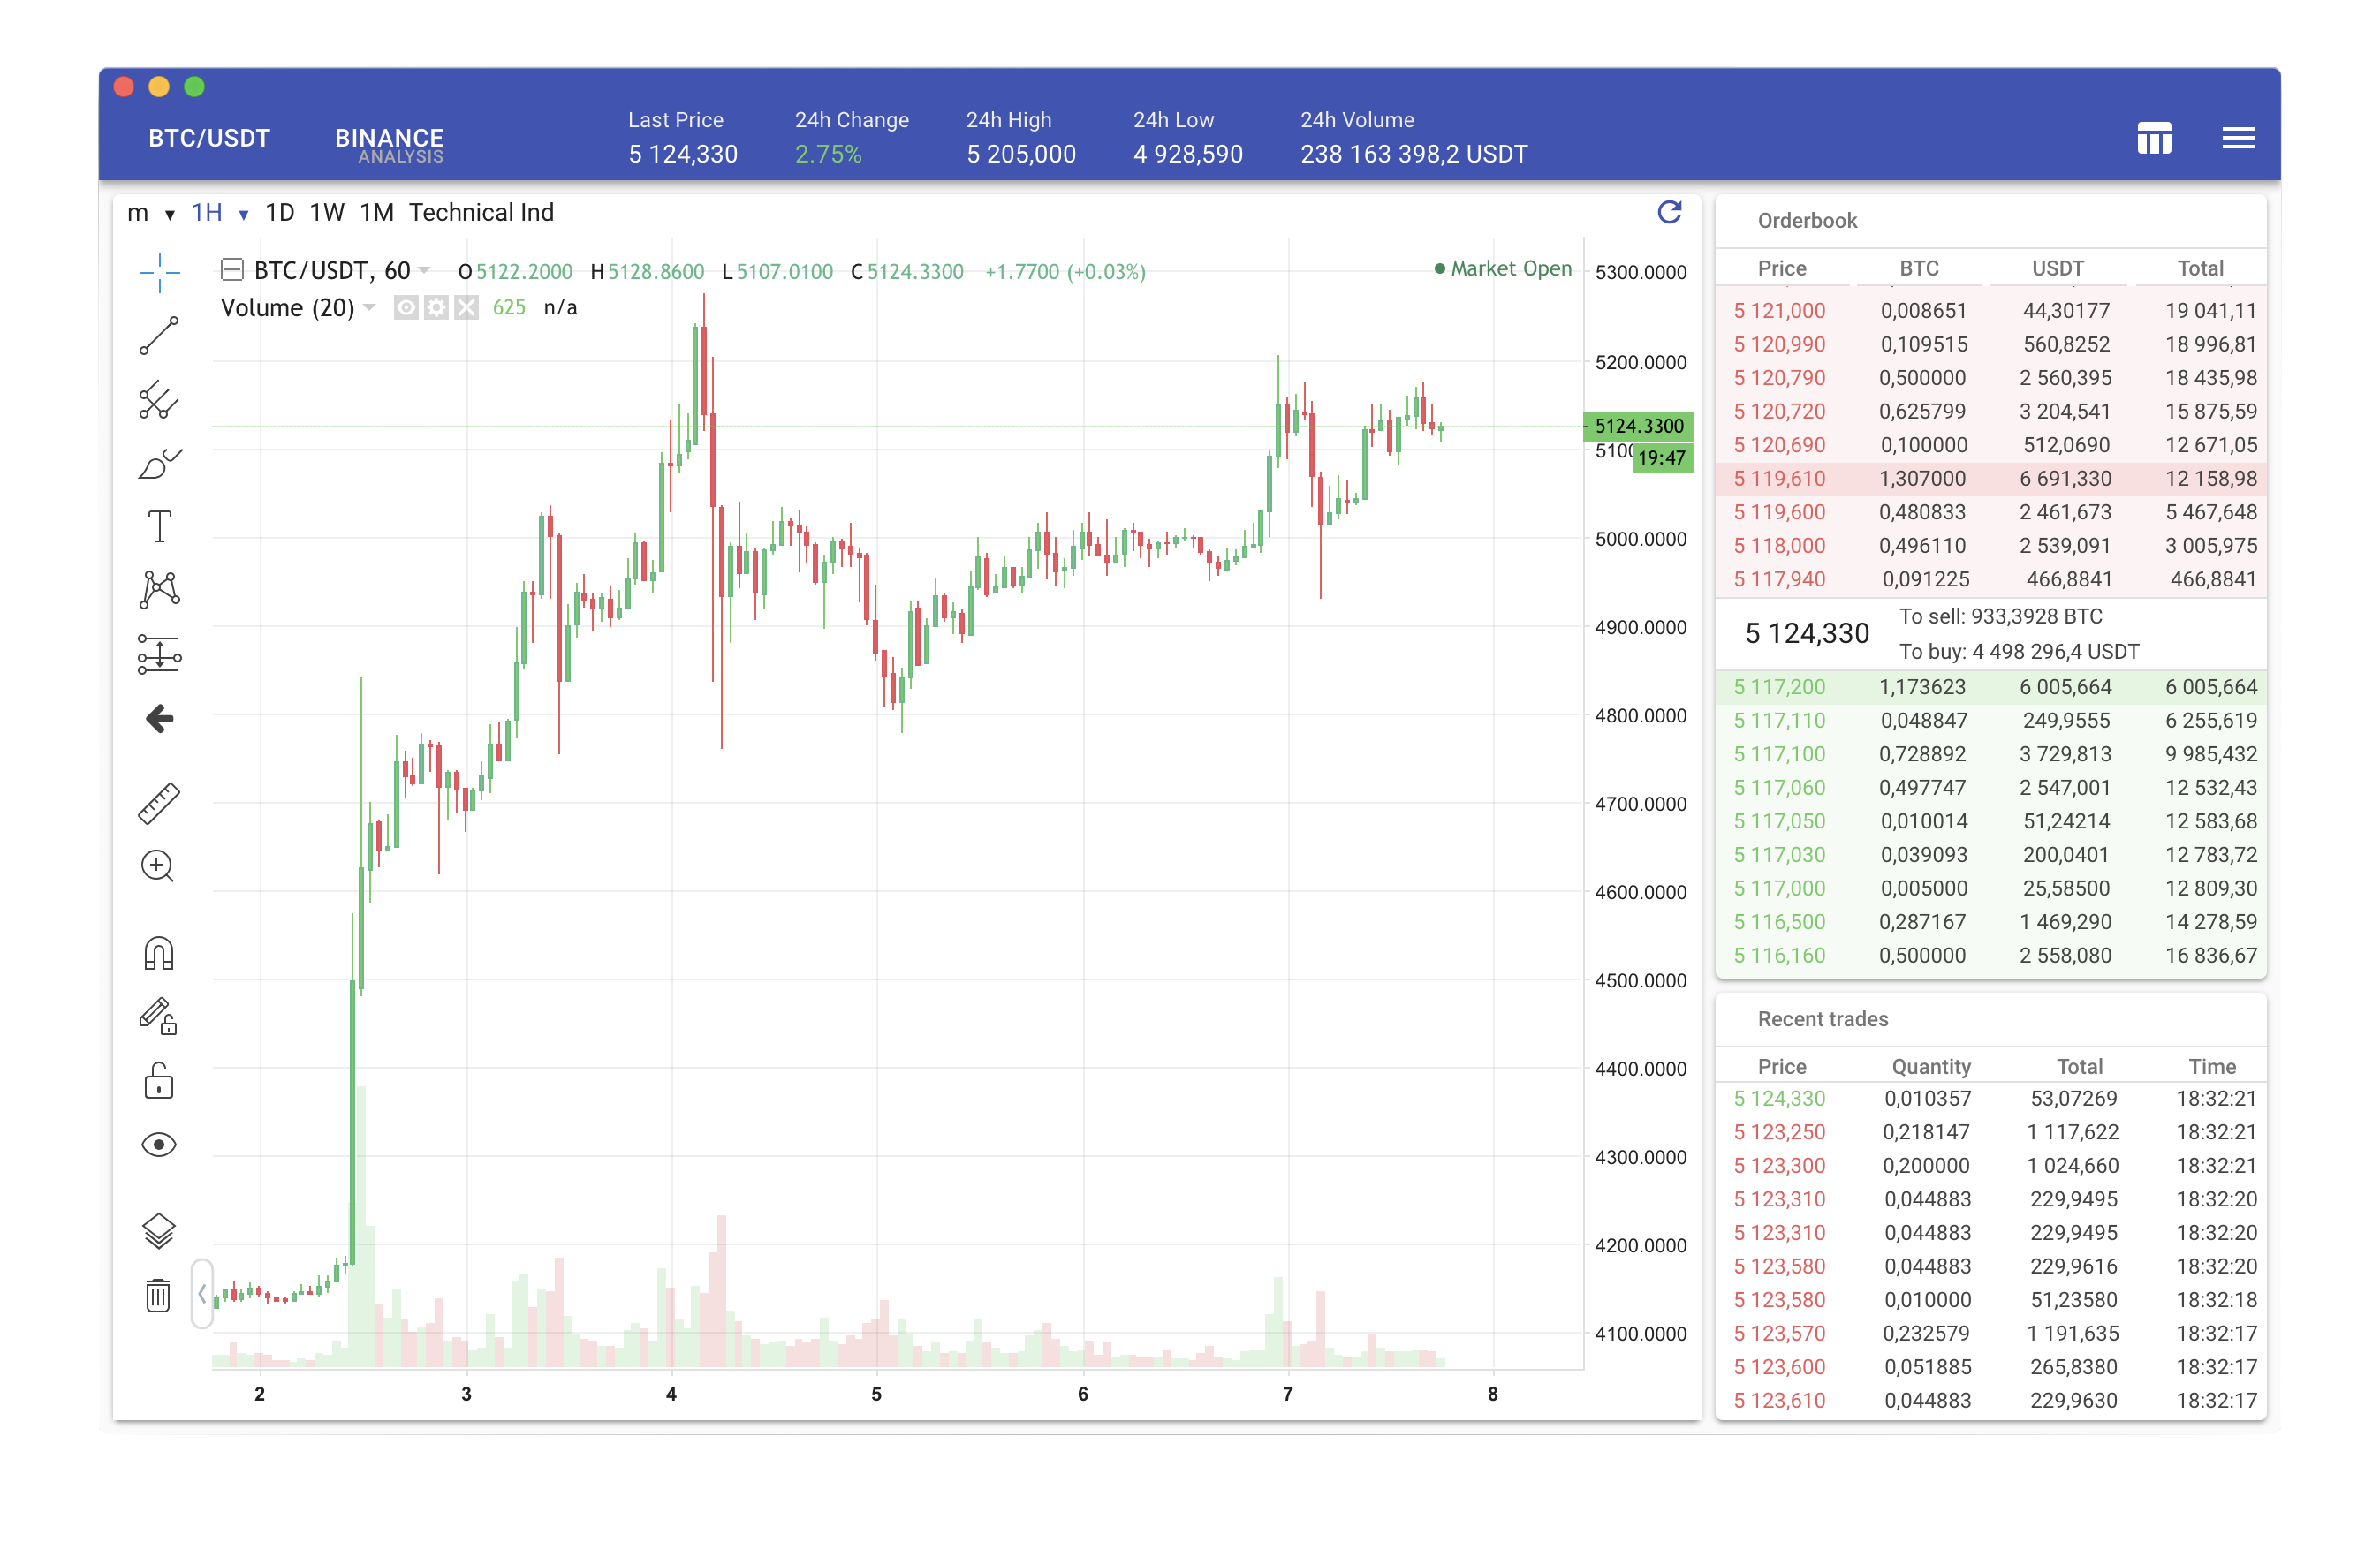 BTC/USDT
BINANCE
ANALYSIS
Last Price
5 124,330
24h Change
2.75%
24h High
5 205,000
24h Low
4 928,590
24h Volume
238 163 398,2 USDT
m ▾ 1H ▾ 1D 1W 1M Technical Ind
BTC/USDT, 60 O 5122.2000 H 5128.8600 L 5107.0100 C 5124.3300 +1.7700 (+0.03%)
Market Open
Volume (20) 625 n/a
5300.0000
5200.0000
5124.3300
5100
19:47
5000.0000
4900.0000
4800.0000
4700.0000
4600.0000
4500.0000
4400.0000
4300.0000
4200.0000
4100.0000
2 3 4 5 6 7 8
Orderbook
Price BTC USDT Total
5 121,000 0,008651 44,30177 19 041,11
5 120,990 0,109515 560,8252 18 996,81
5 120,790 0,500000 2 560,395 18 435,98
5 120,720 0,625799 3 204,541 15 875,59
5 120,690 0,100000 512,0690 12 671,05
5 119,610 1,307000 6 691,330 12 158,98
5 119,600 0,480833 2 461,673 5 467,648
5 118,000 0,496110 2 539,091 3 005,975
5 117,940 0,091225 466,8841 466,8841
5 124,330
To sell: 933,3928 BTC
To buy: 4 498 296,4 USDT
5 117,200 1,173623 6 005,664 6 005,664
5 117,110 0,048847 249,9555 6 255,619
5 117,100 0,728892 3 729,813 9 985,432
5 117,060 0,497747 2 547,001 12 532,43
5 117,050 0,010014 51,24214 12 583,68
5 117,030 0,039093 200,0401 12 783,72
5 117,000 0,005000 25,58500 12 809,30
5 116,500 0,287167 1 469,290 14 278,59
5 116,160 0,500000 2 558,080 16 836,67
Recent trades
Price Quantity Total Time
5 124,330 0,010357 53,07269 18:32:21
5 123,250 0,218147 1 117,622 18:32:21
5 123,300 0,200000 1 024,660 18:32:21
5 123,310 0,044883 229,9495 18:32:20
5 123,310 0,044883 229,9495 18:32:20
5 123,580 0,044883 229,9616 18:32:20
5 123,580 0,010000 51,23580 18:32:18
5 123,570 0,232579 1 191,635 18:32:17
5 123,600 0,051885 265,8380 18:32:17
5 123,610 0,044883 229,9630 18:32:17